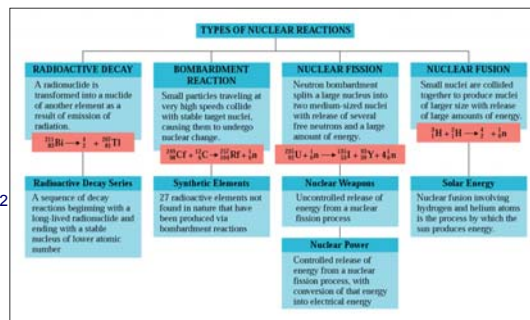 TYPES OF NUCLEAR REACTIONS
RADIOACTIVE DECAY
A radionuclide is
transformed into a nuclide of
another element as a
result of emission of
radiation.
Bi → + Tl
Radioactive Decay Series
A sequence of decay
reactions beginning with
a long-lived radionuclide and
ending with a stable
nucleus of lower atomic
number
BOMBARDMENT
REACTION
Small particles traveling at
very high speeds collide
with stable target nuclei,
causing them to undergo
nuclear change.
Cf + C → Rf + n
Synthetic Elements
27 radioactive elements not
found in nature that have
been produced via
bombardment reactions
NUCLEAR FISSION
Neutron bombardment
splits a large nucleus into
two medium-sized nuclei
with release of several
free neutrons and a
large amount of energy.
U + n → I + Y + 4 n
Nuclear Weapons
Uncontrolled release
of energy from a nuclear
fission process
Nuclear Power
Controlled release of
energy from a nuclear
fission process, with
conversion of that energy
into electrical energy
NUCLEAR FUSION
Small nuclei are collided
together to produce nuclei
of larger size with release
of large amounts of energy.
H + H → + n
Solar Energy
Nuclear fusion involving
hydrogen and helium atoms
is the process by which the
sun produces energy.
2